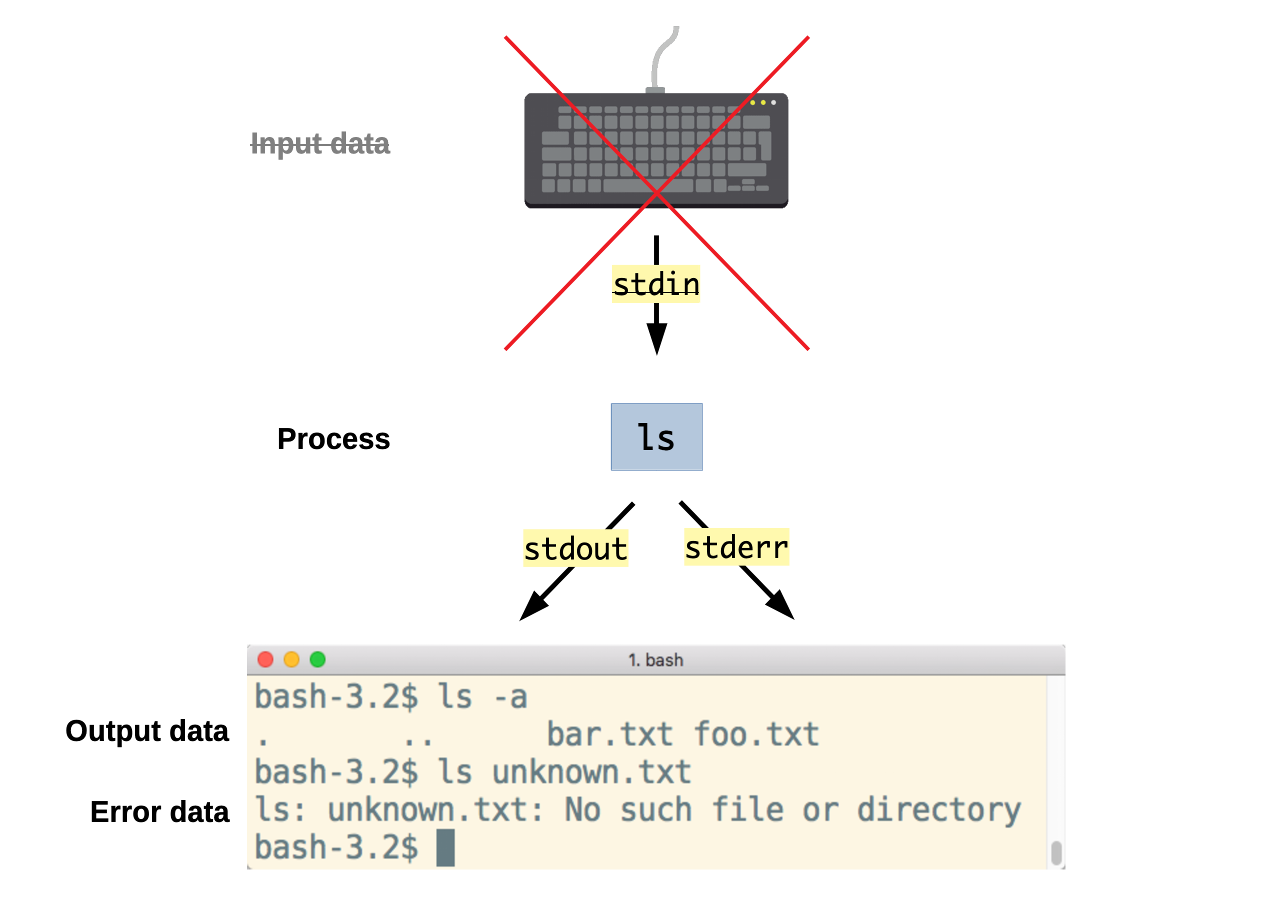 Input data
stdin
Process
ls
stdout
stderr
1. bash
bash-3.2$ ls -a
Output data
. .. bar.txt foo.txt
bash-3.2$ ls unknown.txt
Error data
ls: unknown.txt: No such file or directory
bash-3.2$